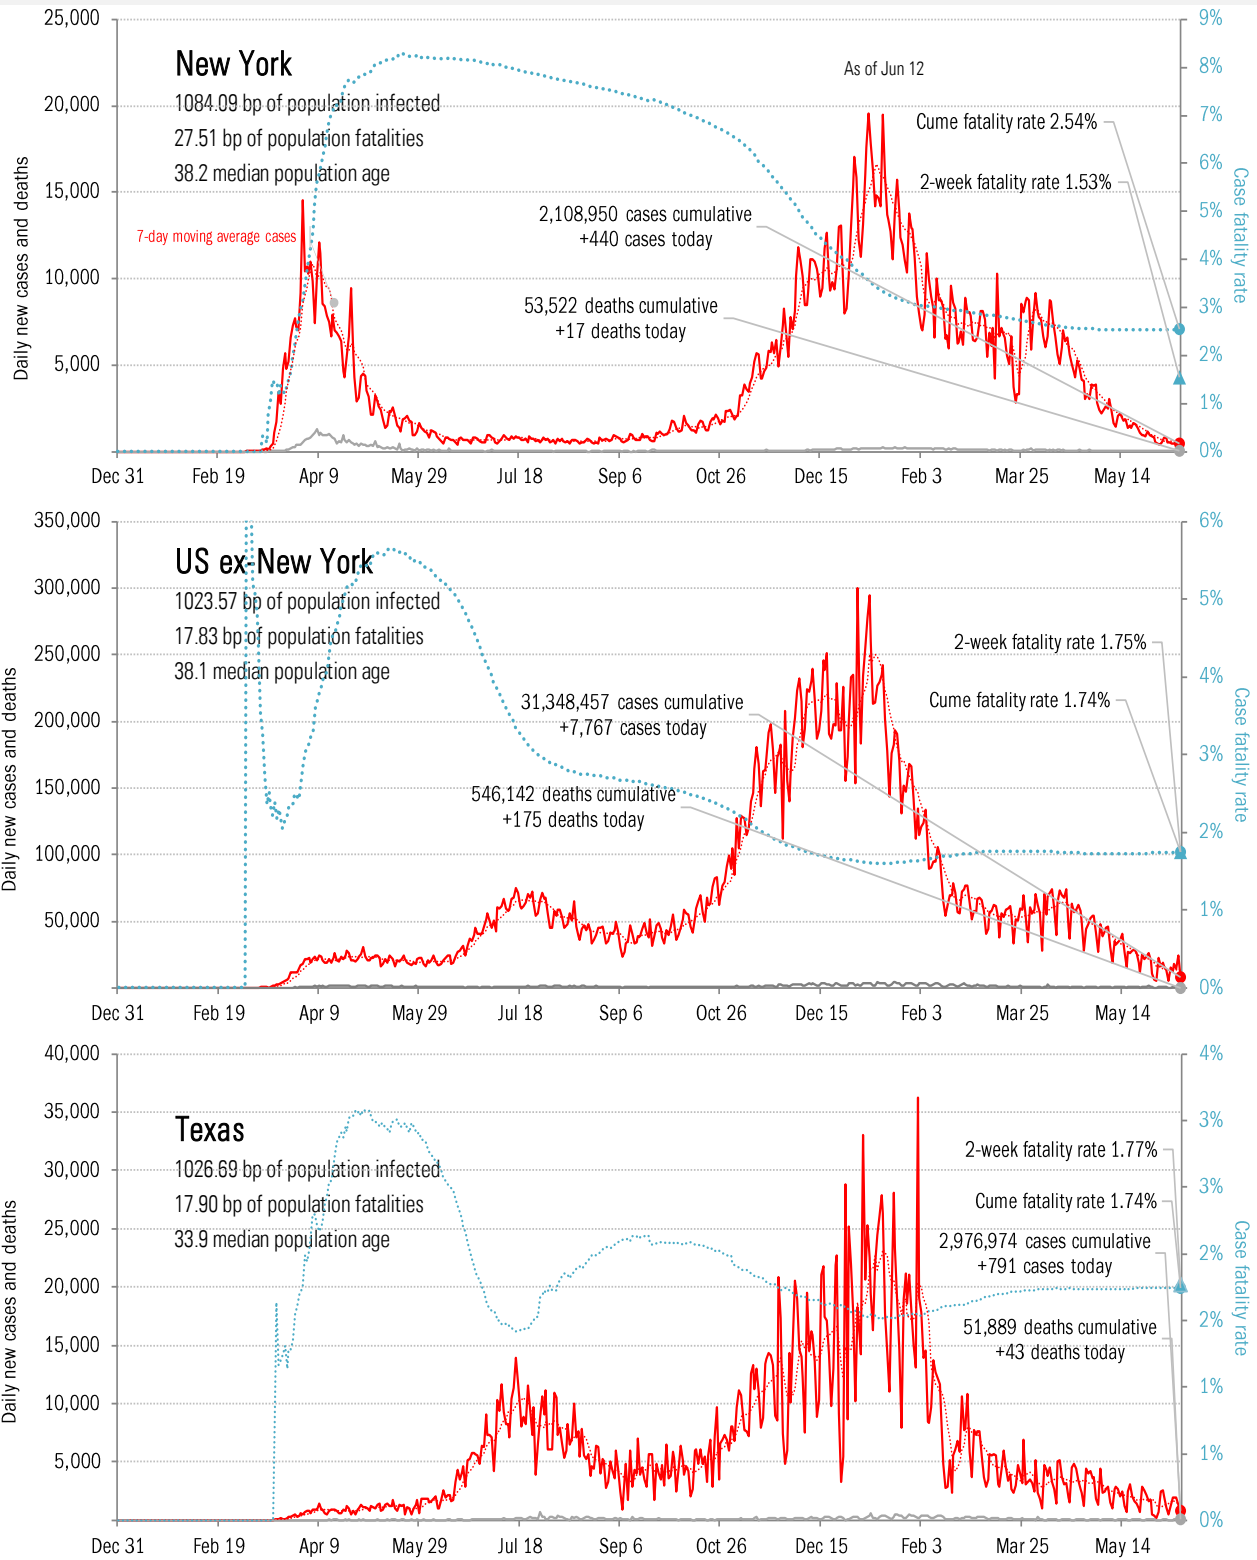 25,000
20,000
15,000
10,000
5,000
9%
8%
7%
6%
5%
4%
3%
2%
1%
0%
Daily new cases and deaths
Case fatality rate
New York
1084.09 bp of population infected
27.51 bp of population fatalities
38.2 median population age
7-day moving average cases
As of Jun 12
Cume fatality rate 2.54%
2-week fatality rate 1.53%
2,108,950 cases cumulative
+440 cases today
53,522 deaths cumulative
+17 deaths today
Dec 31 Feb 19 Apr 9 May 29 Jul 18 Sep 6 Oct 26 Dec 15 Feb 3 Mar 25 May 14
350,000
300,000
250,000
200,000
150,000
100,000
50,000
6%
5%
4%
3%
2%
1%
0%
Daily new cases and deaths
Case fatality rate
US ex-New York
1023.57 bp of population infected
17.83 bp of population fatalities
38.1 median population age
2-week fatality rate 1.75%
Cume fatality rate 1.74%
31,348,457 cases cumulative
+7,767 cases today
546,142 deaths cumulative
+175 deaths today
Dec 31 Feb 19 Apr 9 May 29 Jul 18 Sep 6 Oct 26 Dec 15 Feb 3 Mar 25 May 14
40,000
35,000
30,000
25,000
20,000
15,000
10,000
5,000
4%
3%
3%
2%
2%
1%
1%
0%
Daily new cases and deaths
Case fatality rate
Texas
1026.69 bp of population infected
17.90 bp of population fatalities
33.9 median population age
2-week fatality rate 1.77%
Cume fatality rate 1.74%
2,976,974 cases cumulative
+791 cases today
51,889 deaths cumulative
+43 deaths today
Dec 31 Feb 19 Apr 9 May 29 Jul 18 Sep 6 Oct 26 Dec 15 Feb 3 Mar 25 May 14